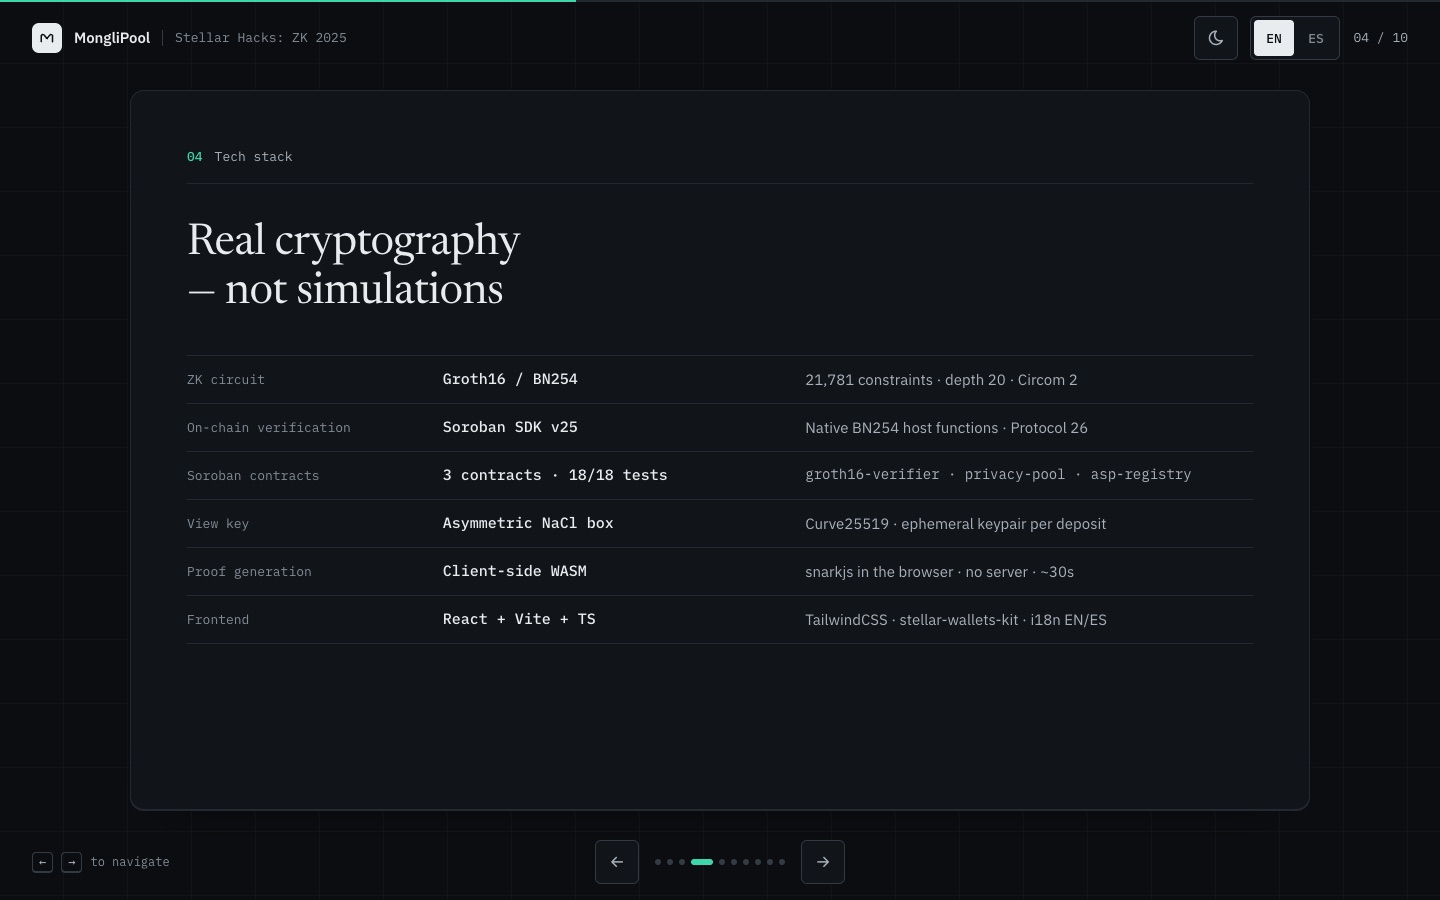 MongliPool
Stellar Hacks: ZK 2025
EN
ES
04 / 10
04 Tech stack
Real cryptography
— not simulations
ZK circuit
Groth16 / BN254
21,781 constraints · depth 20 · Circom 2
On-chain verification
Soroban SDK v25
Native BN254 host functions · Protocol 26
Soroban contracts
3 contracts · 18/18 tests
groth16-verifier · privacy-pool · asp-registry
View key
Asymmetric NaCl box
Curve25519 · ephemeral keypair per deposit
Proof generation
Client-side WASM
snarkjs in the browser · no server · ~30s
Frontend
React + Vite + TS
TailwindCSS · stellar-wallets-kit · i18n EN/ES
← → to navigate
← →